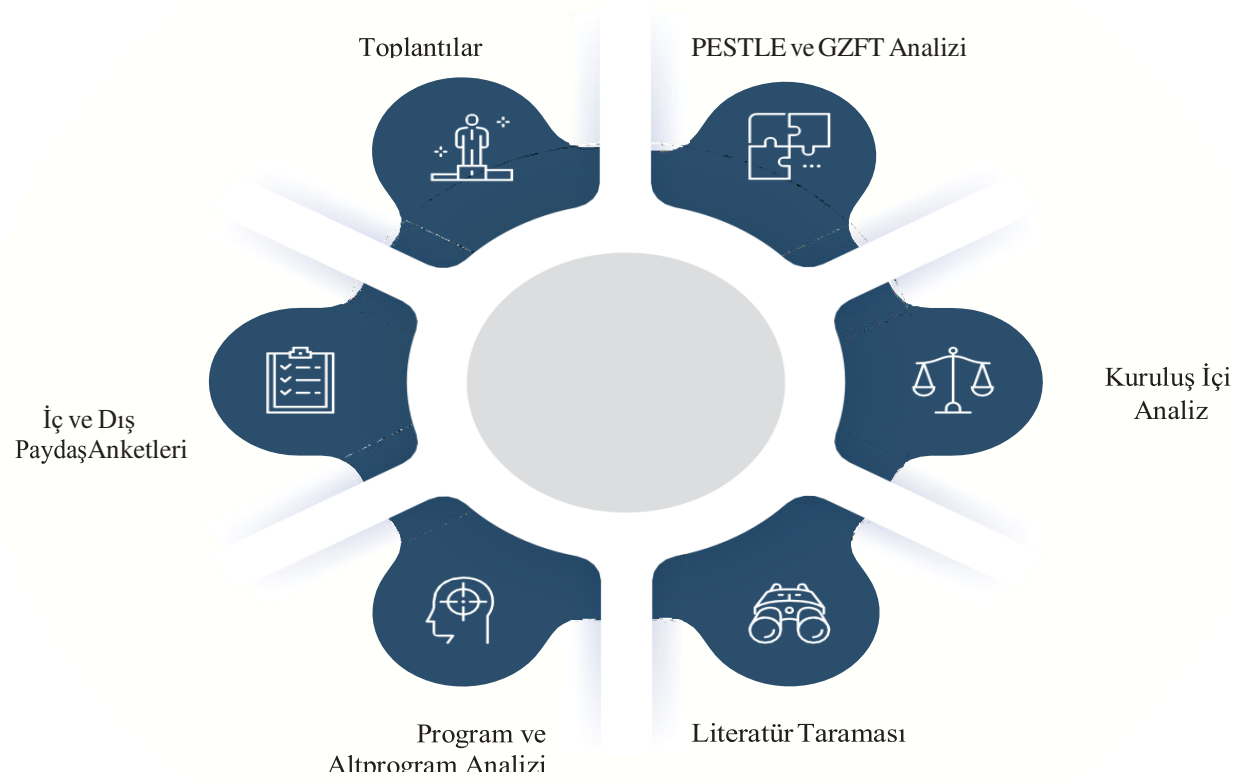 Toplantılar
PESTLE ve GZFT Analizi
Kuruluş İçi
Analiz
İç ve Dış
PaydaşAnketleri
Program ve
Altprogram Analizi
Literatür Taraması